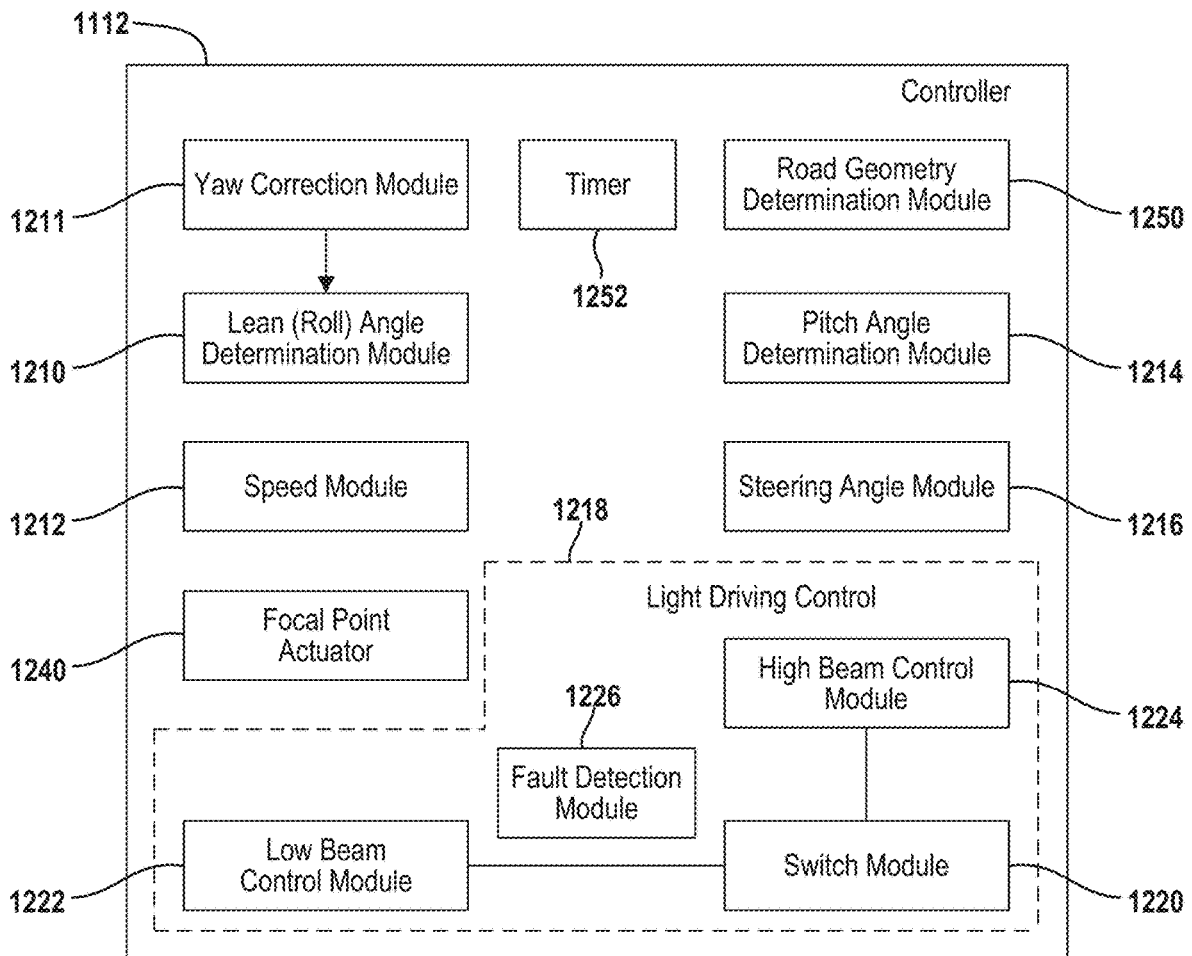 1112
Controller
Yaw Correction Module
1211
Timer
1252
Road Geometry
Determination Module
1250
Lean (Roll) Angle
Determination Module
1210
Pitch Angle
Determination Module
1214
Speed Module
1212
Steering Angle Module
1216
1218
Light Driving Control
Focal Point
Actuator
1240
High Beam Control
Module
1224
1226
Fault Detection
Module
Low Beam
Control Module
1222
Switch Module
1220